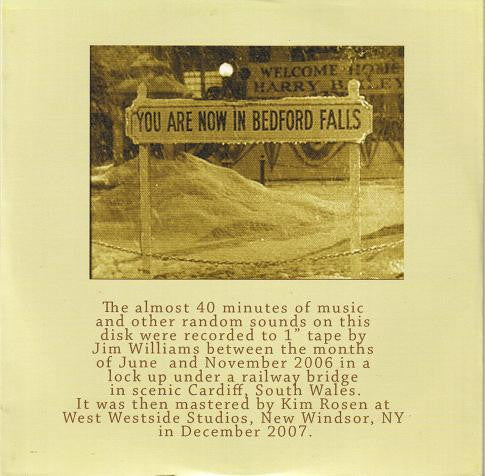 WELCOME HOME
HARRY BAILEY
YOU ARE NOW IN BEDFORD FALLS
The almost 40 minutes of music
and other random sounds on this
disk were recorded to 1" tape by
Jim Williams between the months
of June and November 2006 in a
lock up under a railway bridge
in scenic Cardiff, South Wales.
It was then mastered by Kim Rosen at
West Westside Studios, New Windsor, NY
in December 2007.